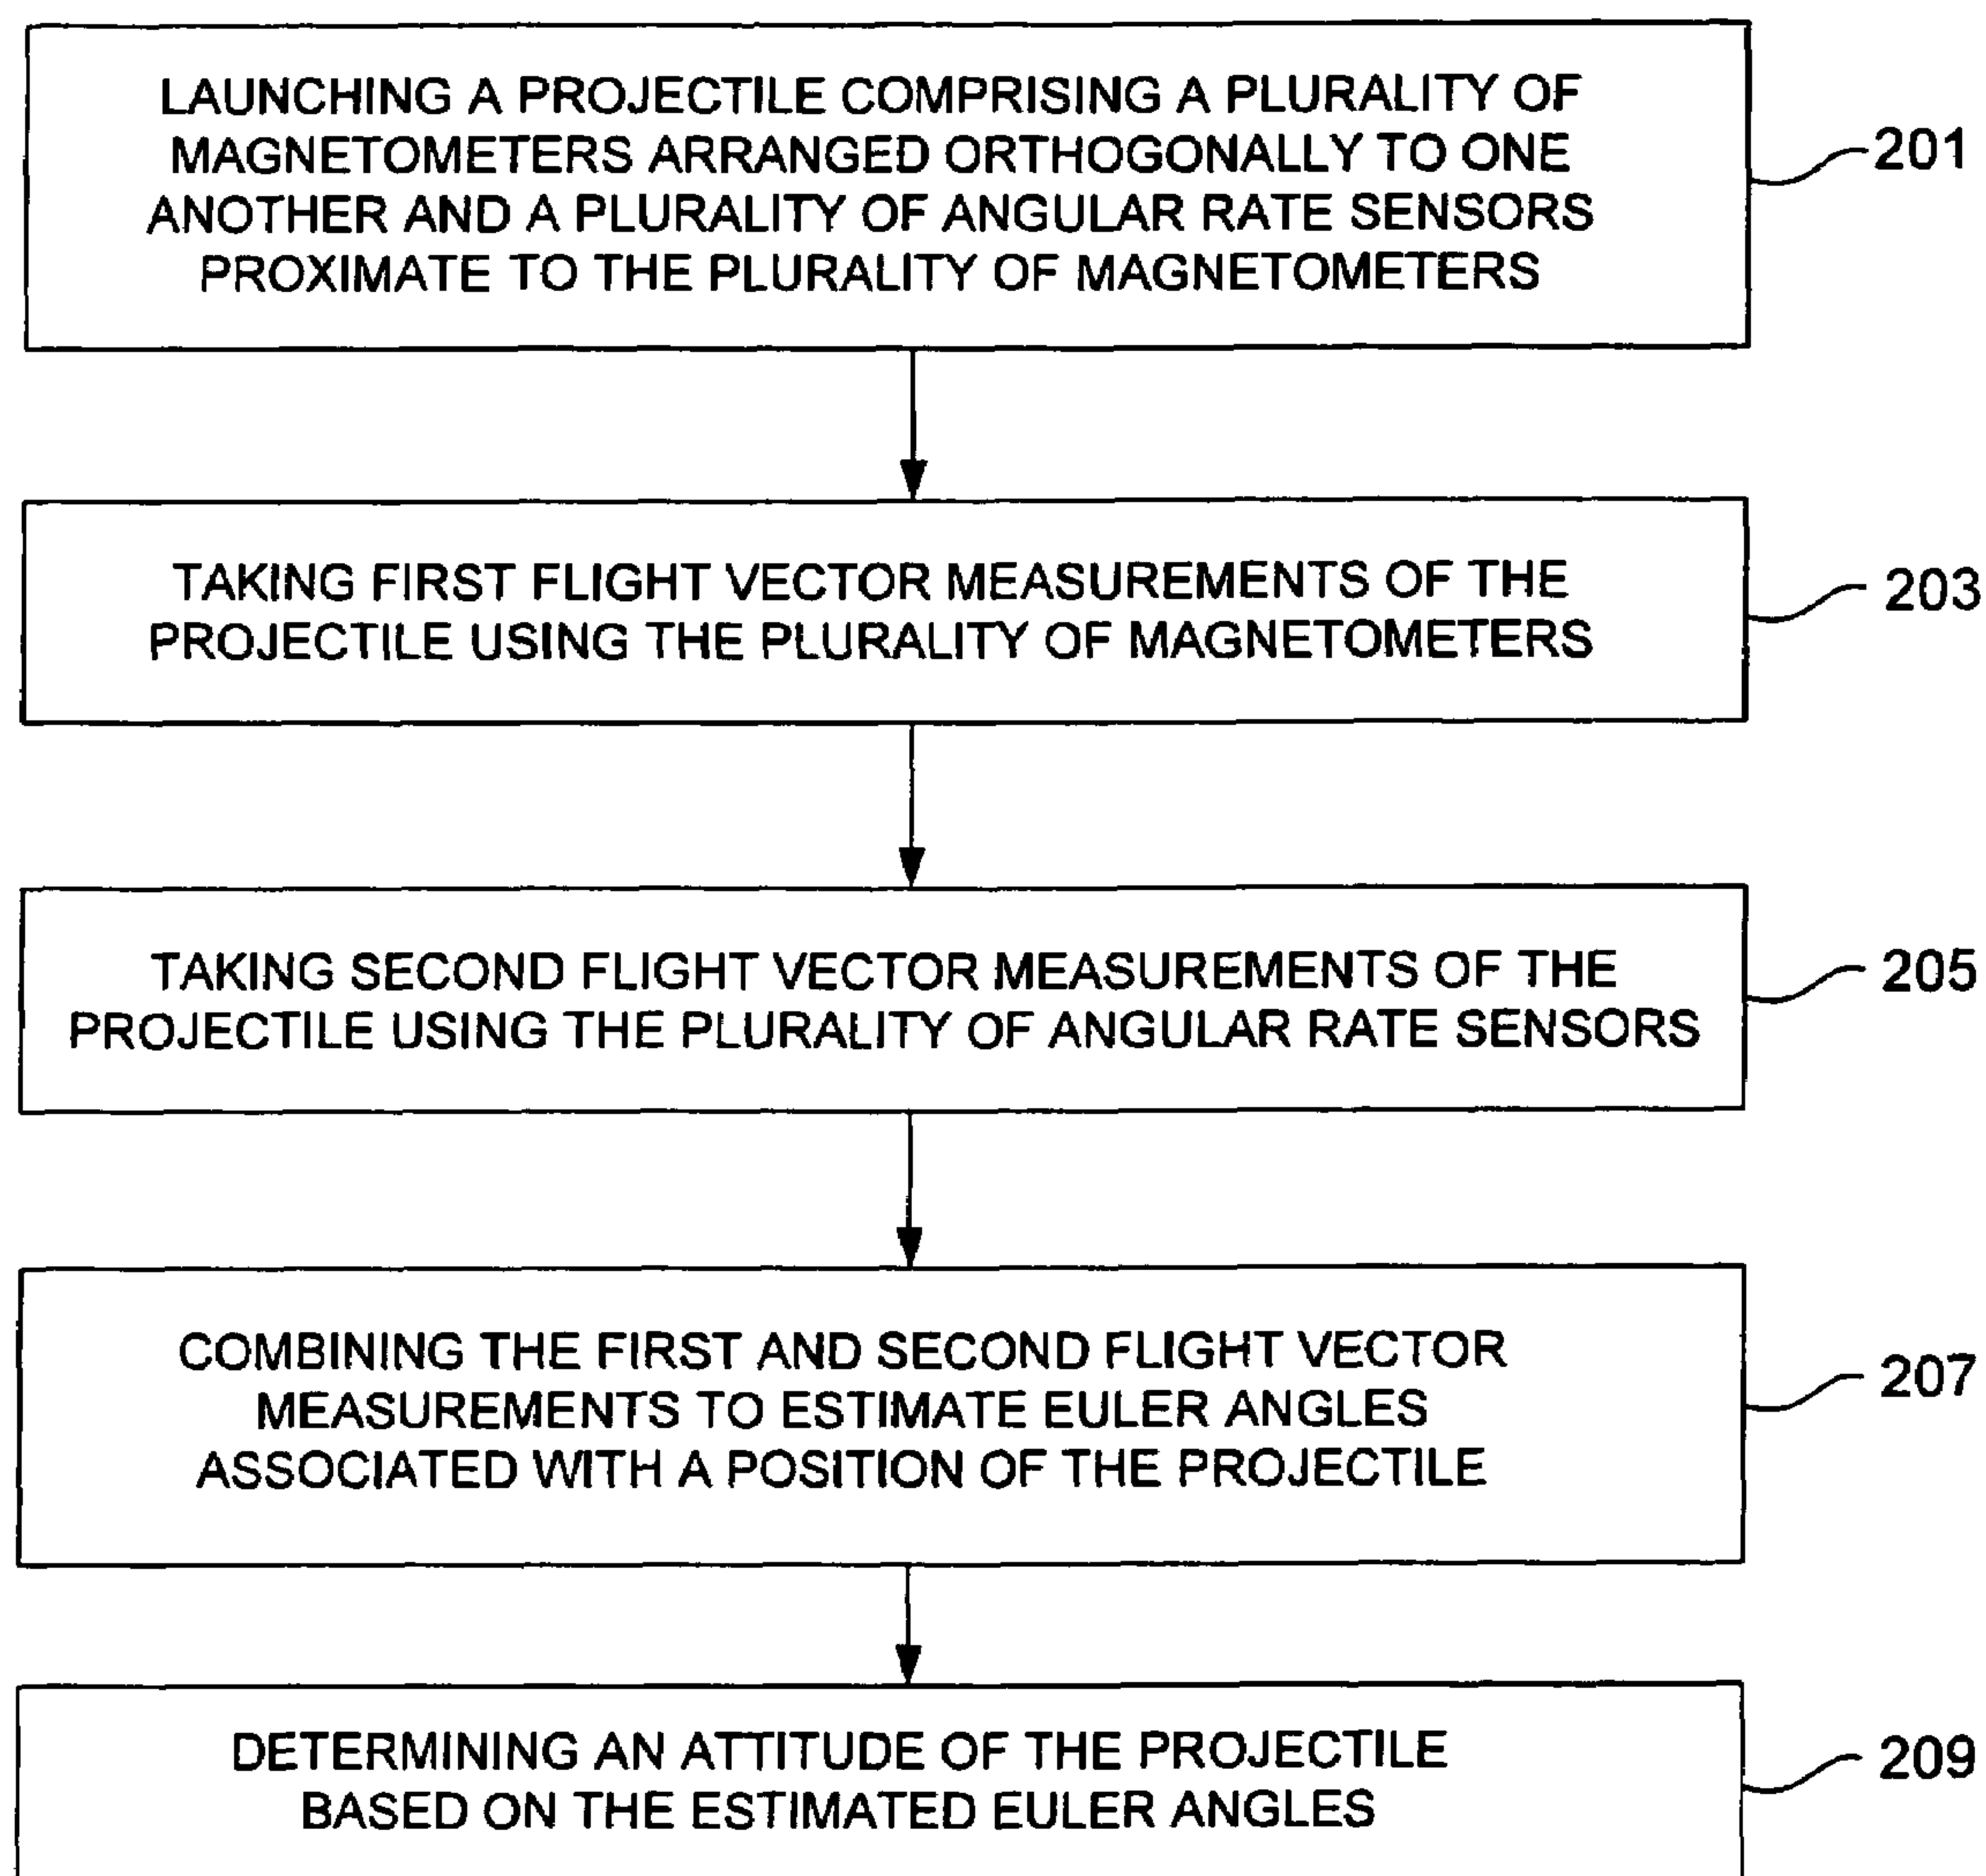 LAUNCHING A PROJECTILE COMPRISING A PLURALITY OF
MAGNETOMETERS ARRANGED ORTHOGONALLY TO ONE
ANOTHER AND A PLURALITY OF ANGULAR RATE SENSORS
PROXIMATE TO THE PLURALITY OF MAGNETOMETERS
201
TAKING FIRST FLIGHT VECTOR MEASUREMENTS OF THE
PROJECTILE USING THE PLURALITY OF MAGNETOMETERS
203
TAKING SECOND FLIGHT VECTOR MEASUREMENTS OF THE
PROJECTILE USING THE PLURALITY OF ANGULAR RATE SENSORS
205
COMBINING THE FIRST AND SECOND FLIGHT VECTOR
MEASUREMENTS TO ESTIMATE EULER ANGLES
ASSOCIATED WITH A POSITION OF THE PROJECTILE
207
DETERMINING AN ATTITUDE OF THE PROJECTILE
BASED ON THE ESTIMATED EULER ANGLES
209